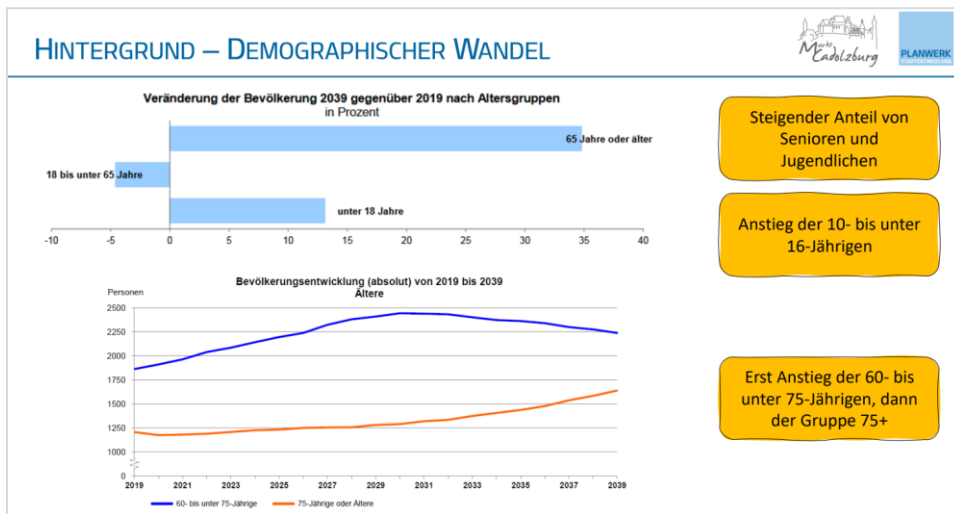 HINTERGRUND – DEMOGRAPHISCHER WANDEL
Markt
Cadolzburg
PLANWERK
STADTENTWICKLUNG
Veränderung der Bevölkerung 2039 gegenüber 2019 nach Altersgruppen
in Prozent
65 Jahre oder älter
18 bis unter 65 Jahre
unter 18 Jahre
-10 -5 0 5 10 15 20 25 30 35 40
Steigender Anteil von
Senioren und
Jugendlichen
Anstieg der 10- bis unter
16-Jährigen
Bevölkerungsentwicklung (absolut) von 2019 bis 2039
Ältere
Personen
2500
2250
2000
1750
1500
1250
1000
0
2019 2021 2023 2025 2027 2029 2031 2033 2035 2037 2039
60- bis unter 75-Jährige 75-Jährige oder Ältere
Erst Anstieg der 60- bis
unter 75-Jährigen, dann
der Gruppe 75+